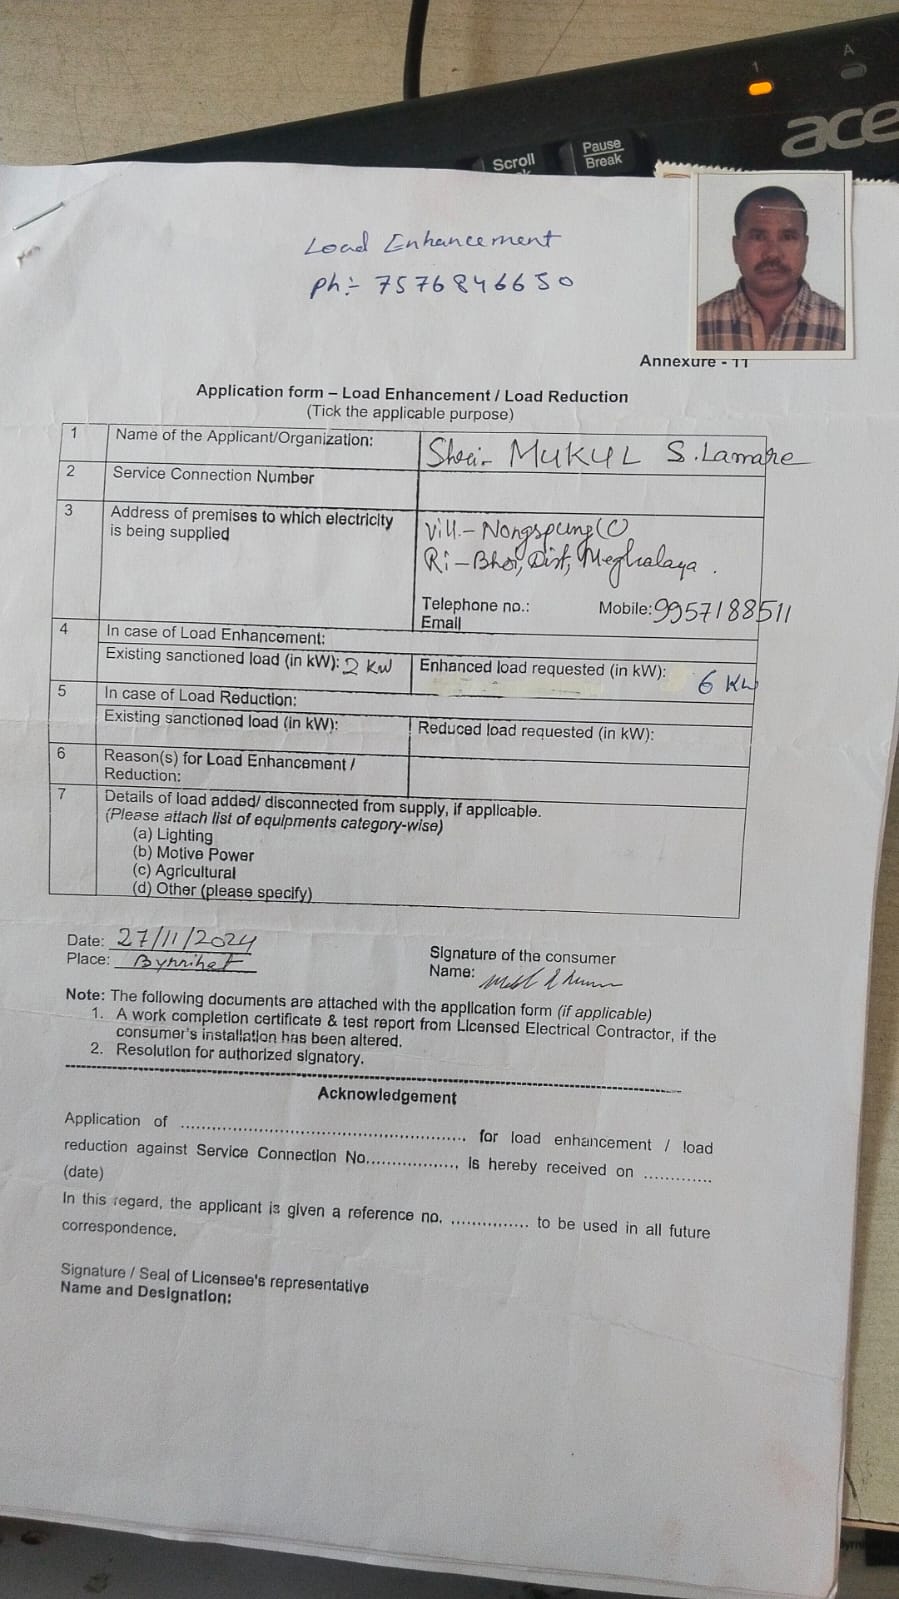 1
A
acer
Scroll
Pause
Break
Load Enhancement
Ph:- 7576846650
Annexure - 11
Application form – Load Enhancement / Load Reduction
(Tick the applicable purpose)
1 Name of the Applicant/Organization: Shri- MUKUL S. Lamare
2 Service Connection Number
3 Address of premises to which electricity is being supplied
Vill.- Nongspung (C)
Ri-Bhoi, Dist, Meghalaya.
Telephone no.: Mobile: 9957188511
Email
4 In case of Load Enhancement:
Existing sanctioned load (in kW): 2 KW Enhanced load requested (in kW): 6 KW
5 In case of Load Reduction:
Existing sanctioned load (in kW): Reduced load requested (in kW):
6 Reason(s) for Load Enhancement /
Reduction:
7 Details of load added/ disconnected from supply, if applicable.
(Please attach list of equipments category-wise)
(a) Lighting
(b) Motive Power
(c) Agricultural
(d) Other (please specify)
Date: 27/11/2024
Place: Byrnihat
Signature of the consumer
Name:
Note: The following documents are attached with the application form (if applicable)
1. A work completion certificate & test report from Licensed Electrical Contractor, if the
consumer's installation has been altered.
2. Resolution for authorized signatory.
Acknowledgement
Application of .................................................. for load enhancement / load
reduction against Service Connection No.................. is hereby received on .............
(date)
In this regard, the applicant is given a reference no. ............... to be used in all future
correspondence.
Signature / Seal of Licensee's representative
Name and Designation: